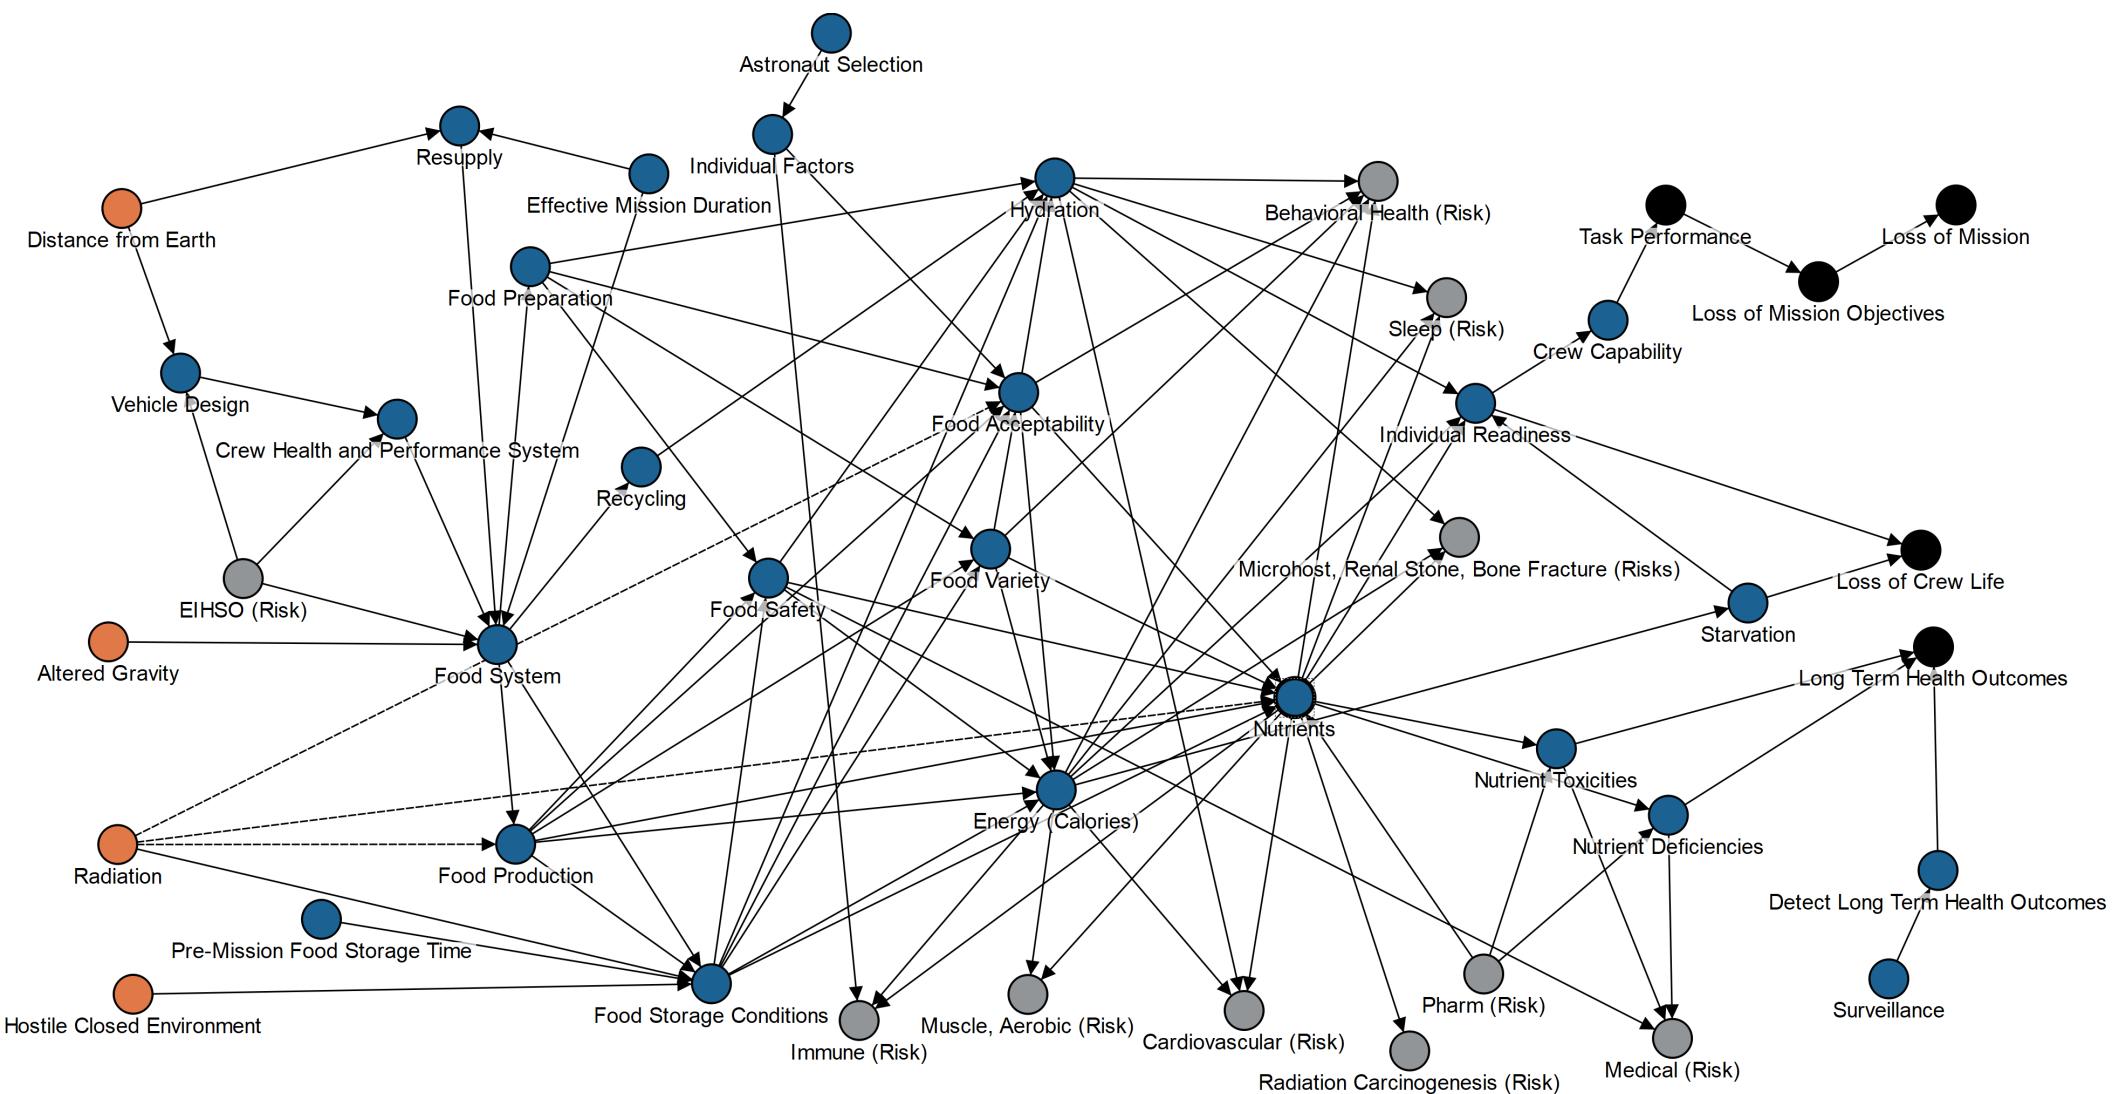 Astronaut Selection
Resupply
Individual Factors
Effective Mission Duration
Hydration
Behavioral Health (Risk)
Distance from Earth
Task Performance
Loss of Mission
Food Preparation
Loss of Mission Objectives
Sleep (Risk)
Crew Capability
Vehicle Design
Food Acceptability
Individual Readiness
Crew Health and Performance System
Recycling
Microhost, Renal Stone, Bone Fracture (Risks)
Food Variety
Loss of Crew Life
EIHSO (Risk)
Food Safety
Starvation
Altered Gravity
Food System
Long Term Health Outcomes
Nutrients
Nutrient Toxicities
Energy (Calories)
Nutrient Deficiencies
Radiation
Food Production
Detect Long Term Health Outcomes
Pre-Mission Food Storage Time
Pharm (Risk)
Surveillance
Food Storage Conditions
Hostile Closed Environment
Muscle, Aerobic (Risk)
Cardiovascular (Risk)
Immune (Risk)
Medical (Risk)
Radiation Carcinogenesis (Risk)